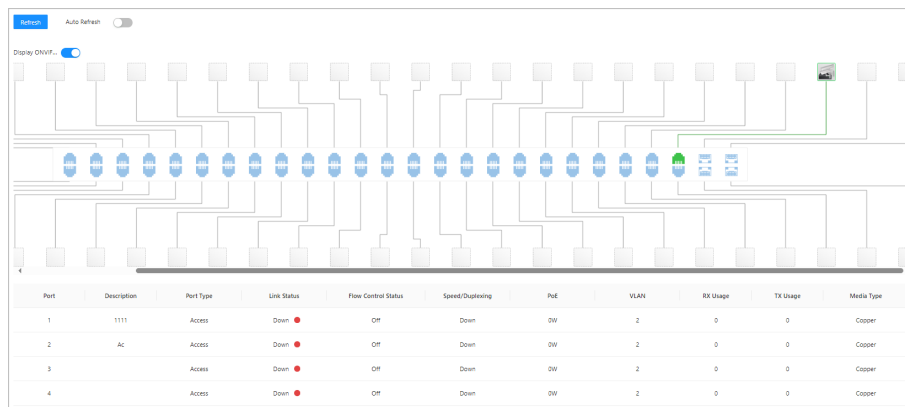 Refresh Auto Refresh
Display ONVIF...
Port Description Port Type Link Status Flow Control Status Speed/Duplexing PoE VLAN RX Usage TX Usage Media Type
1 1111 Access Down Off Down 0W 2 0 0 Copper
2 Ac Access Down Off Down 0W 2 0 0 Copper
3 Access Down Off Down 0W 2 0 0 Copper
4 Access Down Off Down 0W 2 0 0 Copper